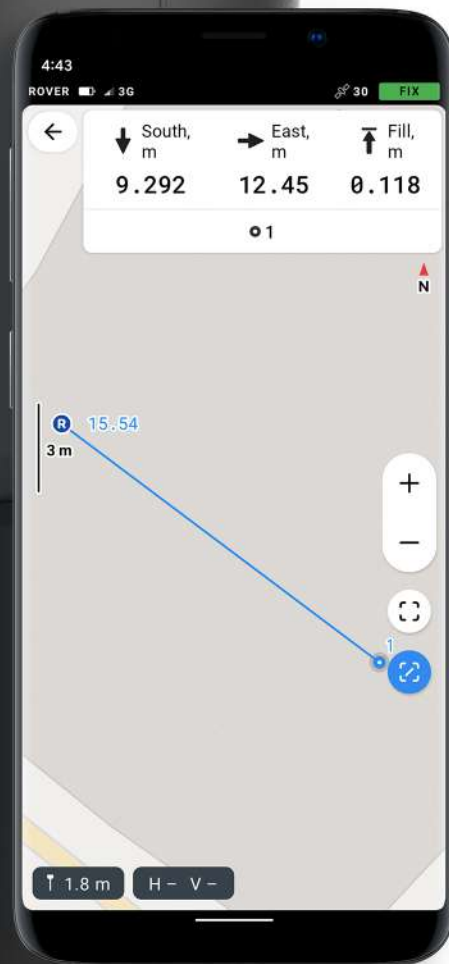 4:43
ROVER 3G 30 FIX
South, m East, m Fill, m
9.292 12.45 0.118
1
N
R 15.54
3 m
+
−
1
1.8 m H – V –